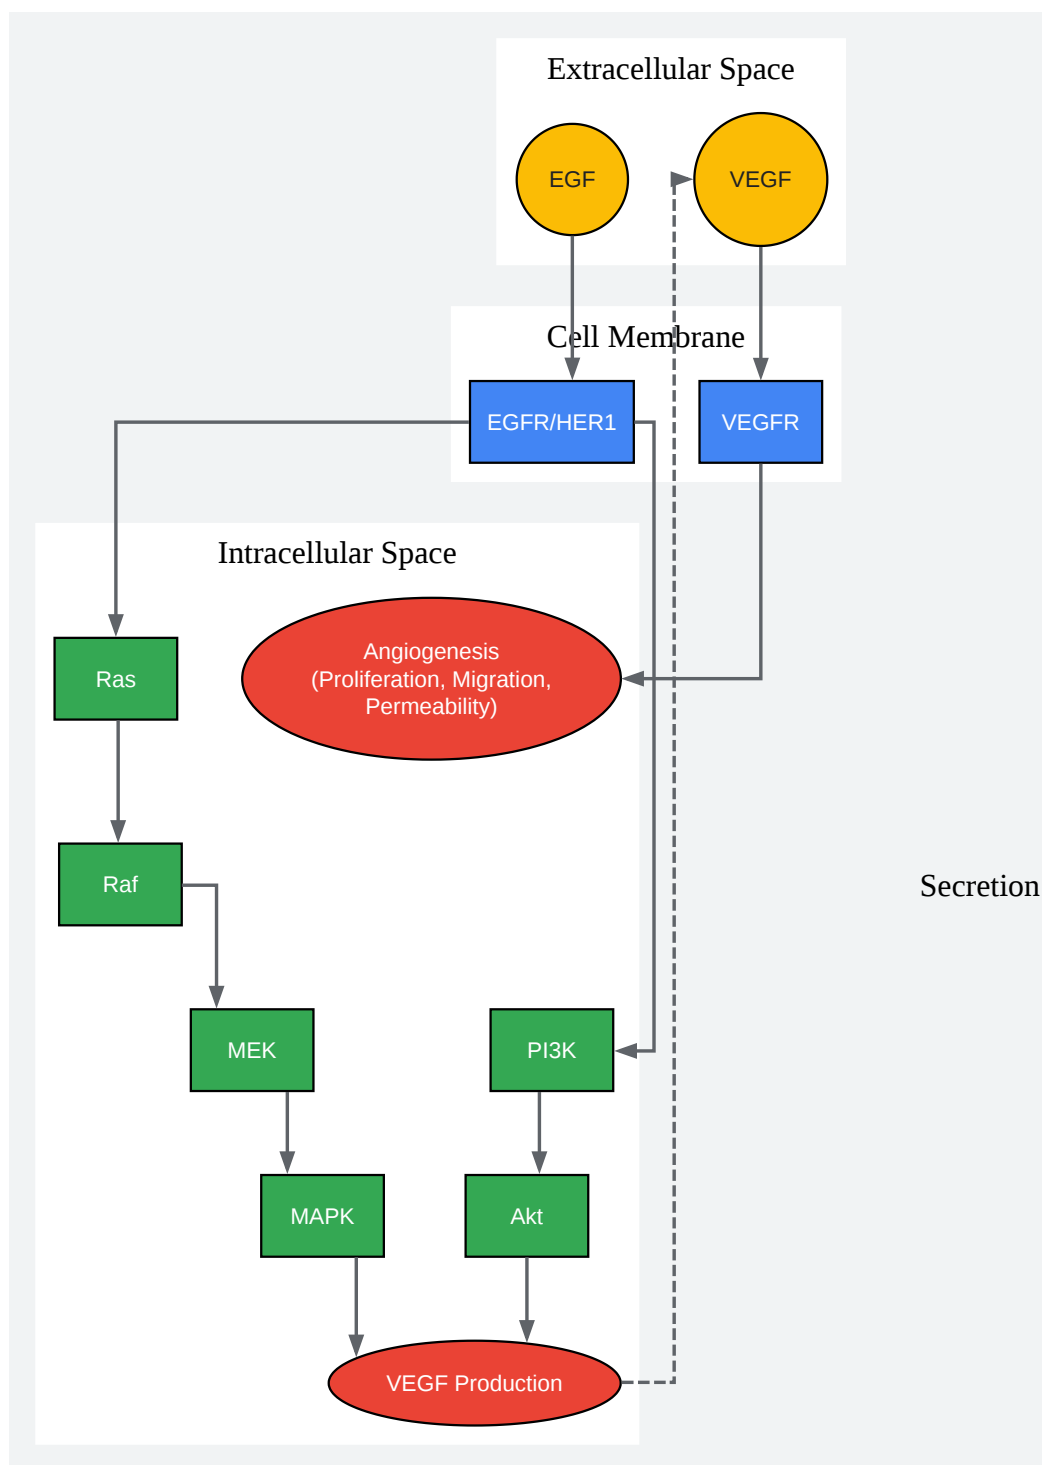 Extracellular Space
EGF
VEGF
Cell Membrane
EGFR/HER1
VEGFR
Intracellular Space
Angiogenesis
(Proliferation, Migration,
Permeability)
Ras
Raf
Secretion
MEK
PI3K
MAPK
Akt
VEGF Production